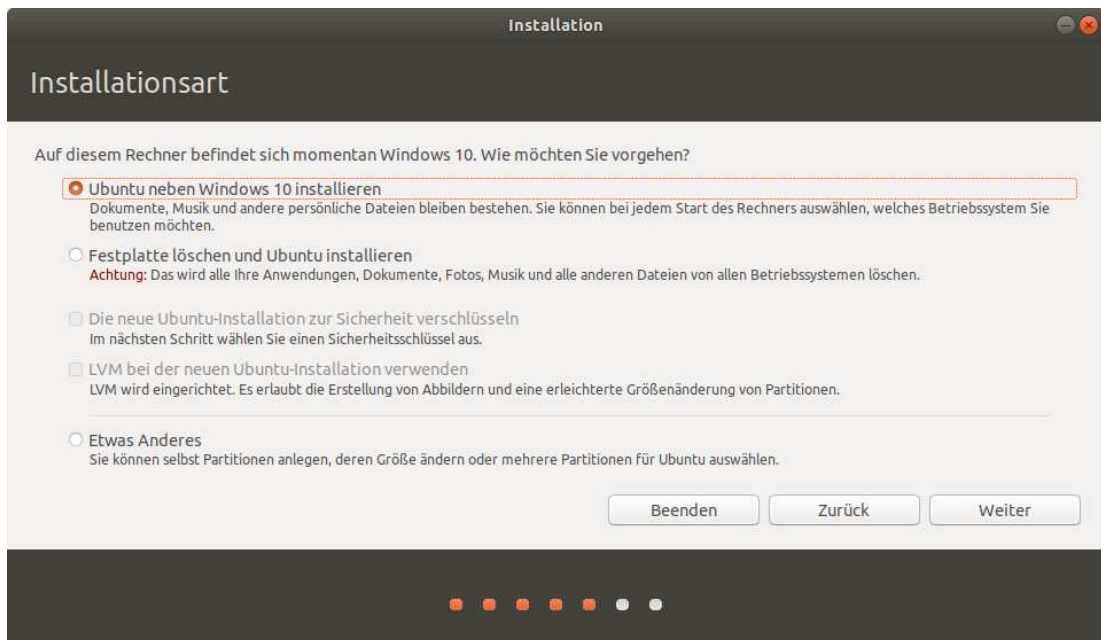 Installation
Installationsart
Auf diesem Rechner befindet sich momentan Windows 10. Wie möchten Sie vorgehen?
Ubuntu neben Windows 10 installieren
Dokumente, Musik und andere persönliche Dateien bleiben bestehen. Sie können bei jedem Start des Rechners auswählen, welches Betriebssystem Sie
benutzen möchten.
Festplatte löschen und Ubuntu installieren
Achtung: Das wird alle Ihre Anwendungen, Dokumente, Fotos, Musik und alle anderen Dateien von allen Betriebssystemen löschen.
Die neue Ubuntu-Installation zur Sicherheit verschlüsseln
Im nächsten Schritt wählen Sie einen Sicherheitsschlüssel aus.
LVM bei der neuen Ubuntu-Installation verwenden
LVM wird eingerichtet. Es erlaubt die Erstellung von Abbildern und eine erleichterte Größenänderung von Partitionen.
Etwas Anderes
Sie können selbst Partitionen anlegen, deren Größe ändern oder mehrere Partitionen für Ubuntu auswählen.
Beenden Zurück Weiter